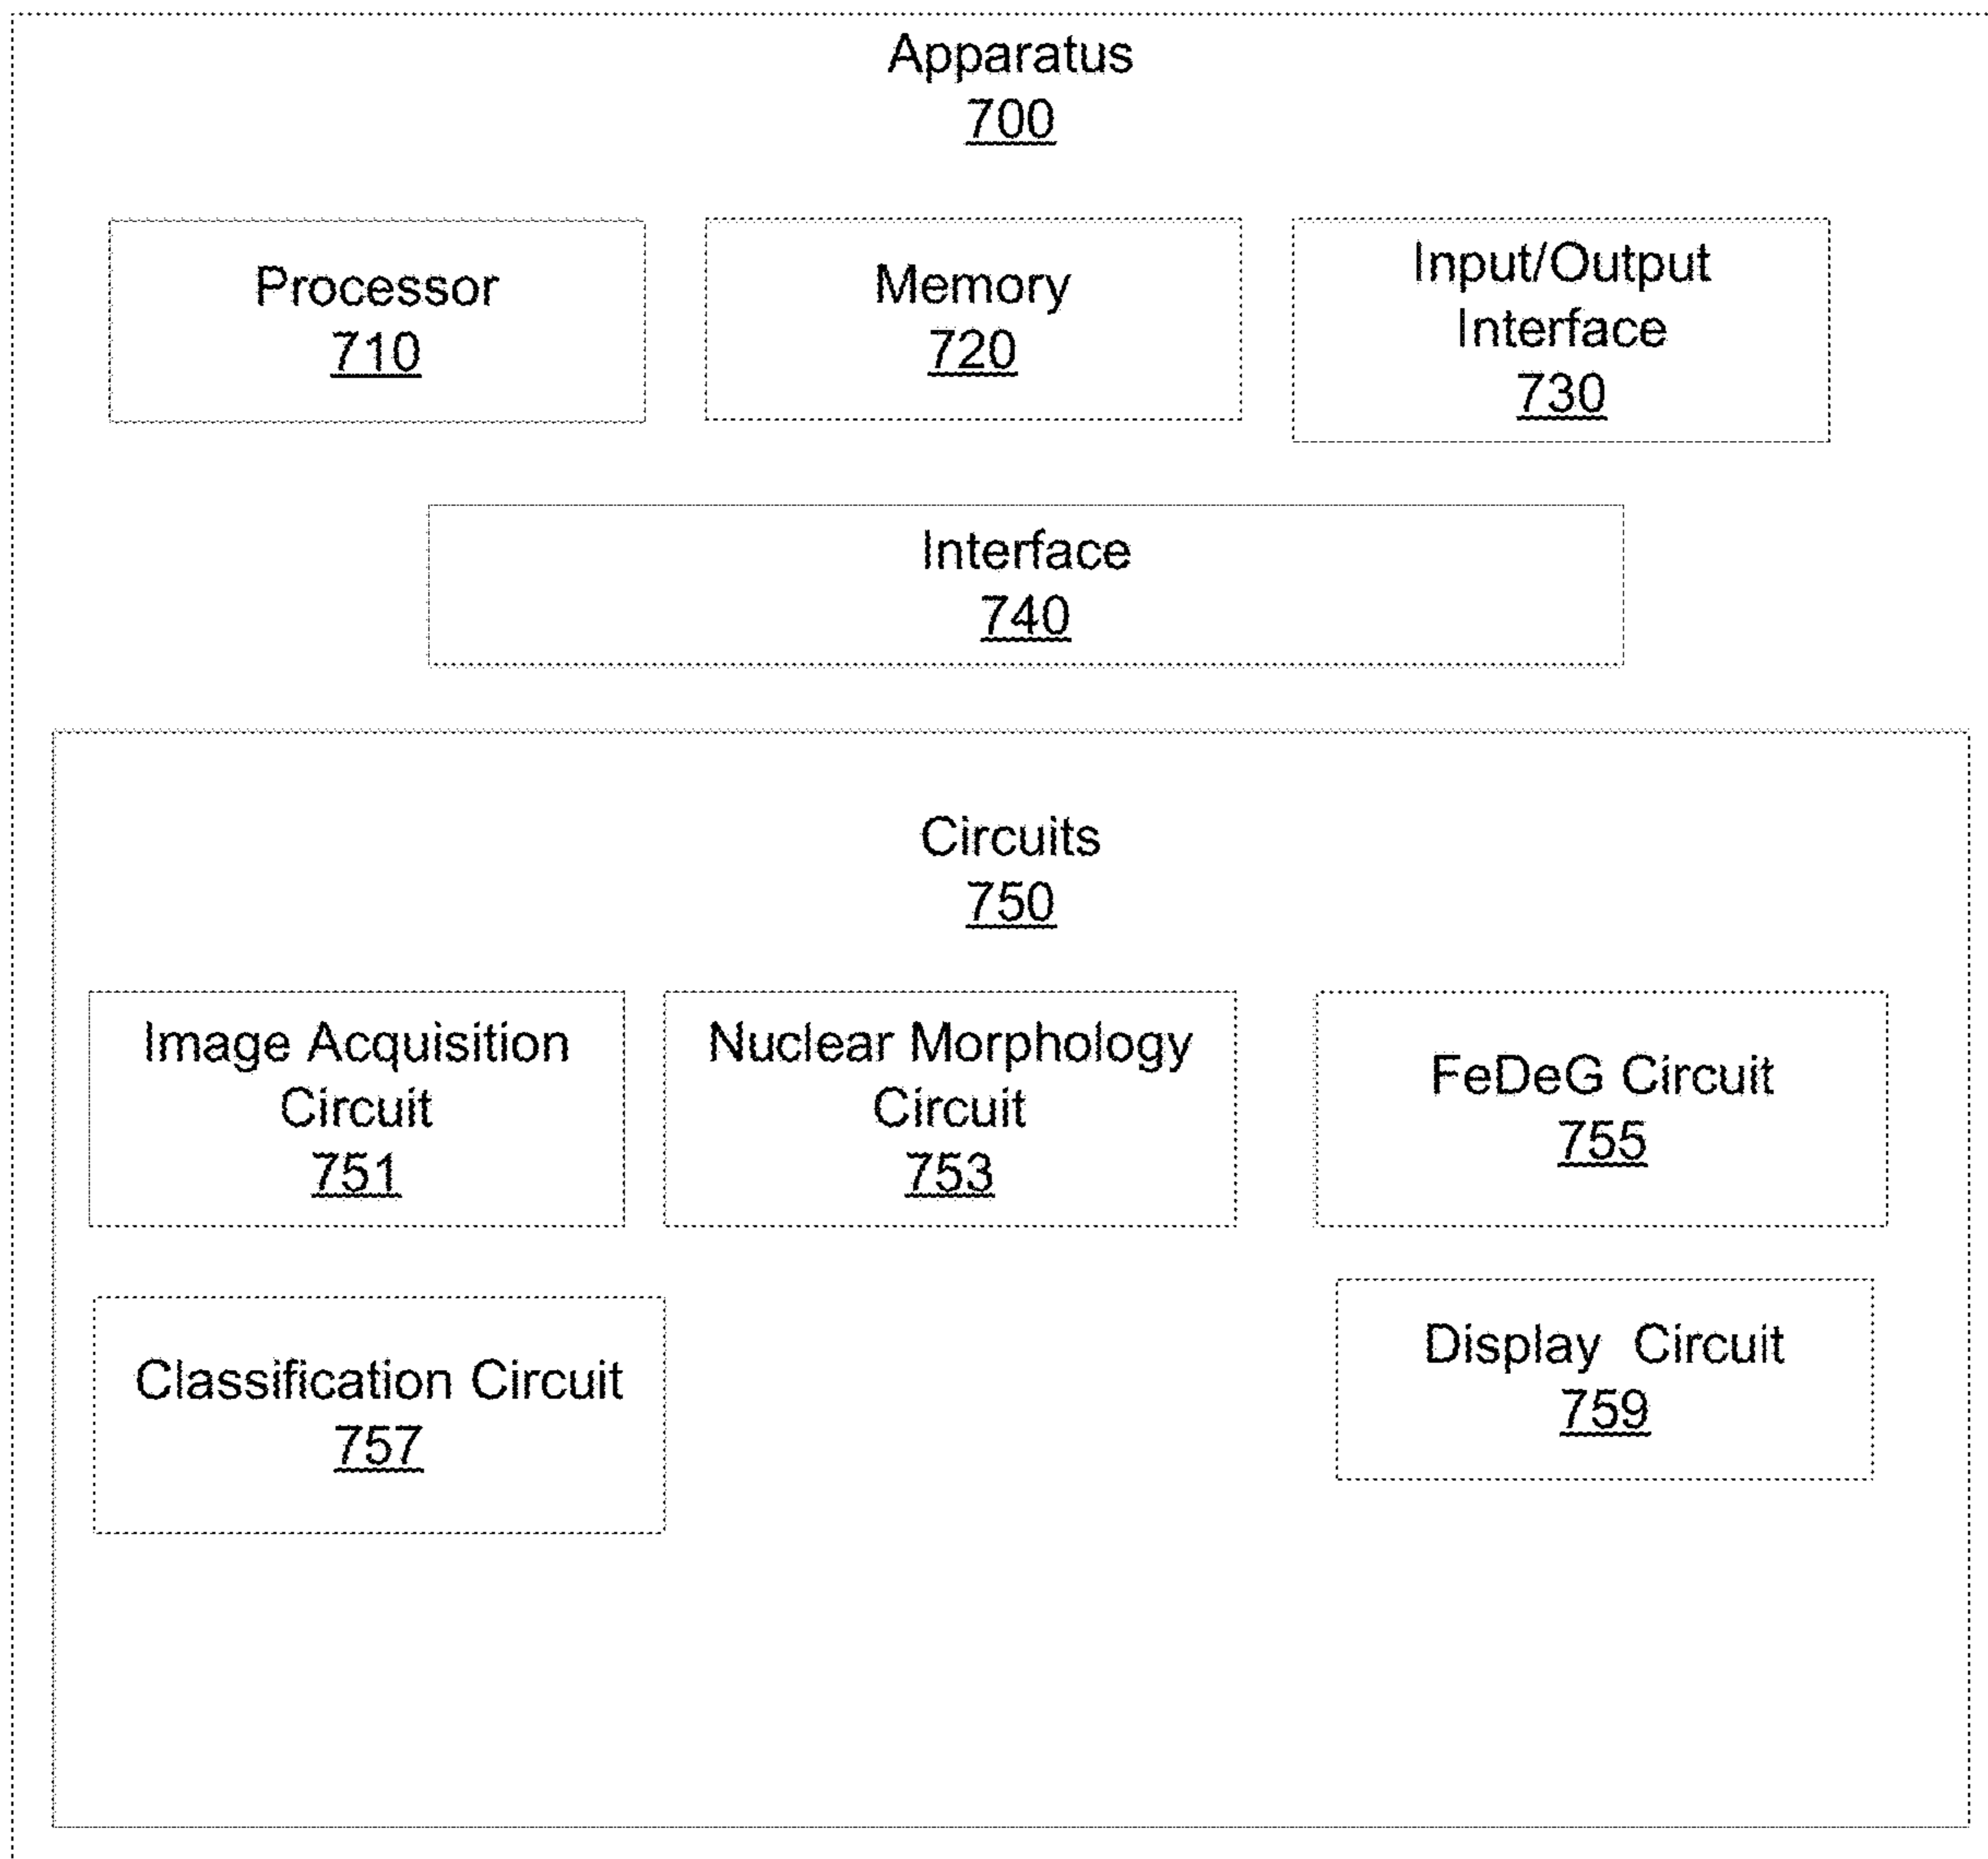 Apparatus
700
Processor
710
Memory
720
Input/Output
Interface
730
Interface
740
Circuits
750
Image Acquisition
Circuit
751
Nuclear Morphology
Circuit
753
FeDeG Circuit
755
Classification Circuit
757
Display Circuit
759